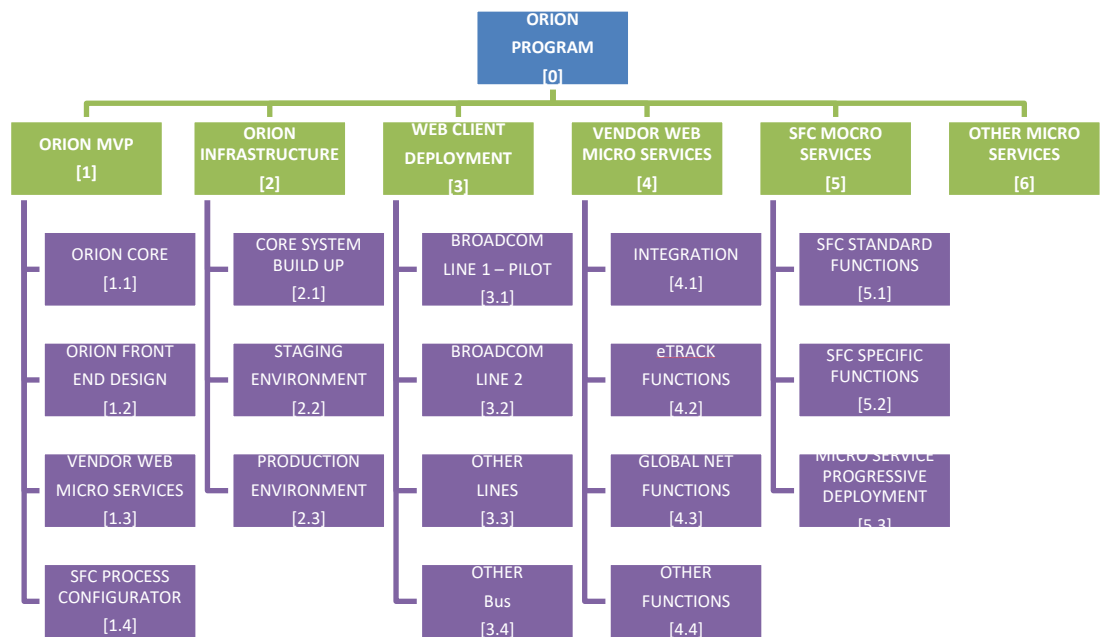 ORION
PROGRAM
[0]
ORION MVP
[1]
ORION
INFRASTRUCTURE
[2]
WEB CLIENT
DEPLOYMENT
[3]
VENDOR WEB
MICRO SERVICES
[4]
SFC MOCRO
SERVICES
[5]
OTHER MICRO
SERVICES
[6]
ORION CORE
[1.1]
ORION FRONT
END DESIGN
[1.2]
VENDOR WEB
MICRO SERVICES
[1.3]
SFC PROCESS
CONFIGURATOR
[1.4]
CORE SYSTEM
BUILD UP
[2.1]
STAGING
ENVIRONMENT
[2.2]
PRODUCTION
ENVIRONMENT
[2.3]
BROADCOM
LINE 1 – PILOT
[3.1]
BROADCOM
LINE 2
[3.2]
OTHER
LINES
[3.3]
OTHER
Bus
[3.4]
INTEGRATION
[4.1]
eTRACK
FUNCTIONS
[4.2]
GLOBAL NET
FUNCTIONS
[4.3]
OTHER
FUNCTIONS
[4.4]
SFC STANDARD
FUNCTIONS
[5.1]
SFC SPECIFIC
FUNCTIONS
[5.2]
MICRO SERVICE
PROGRESSIVE
DEPLOYMENT
[5.3]